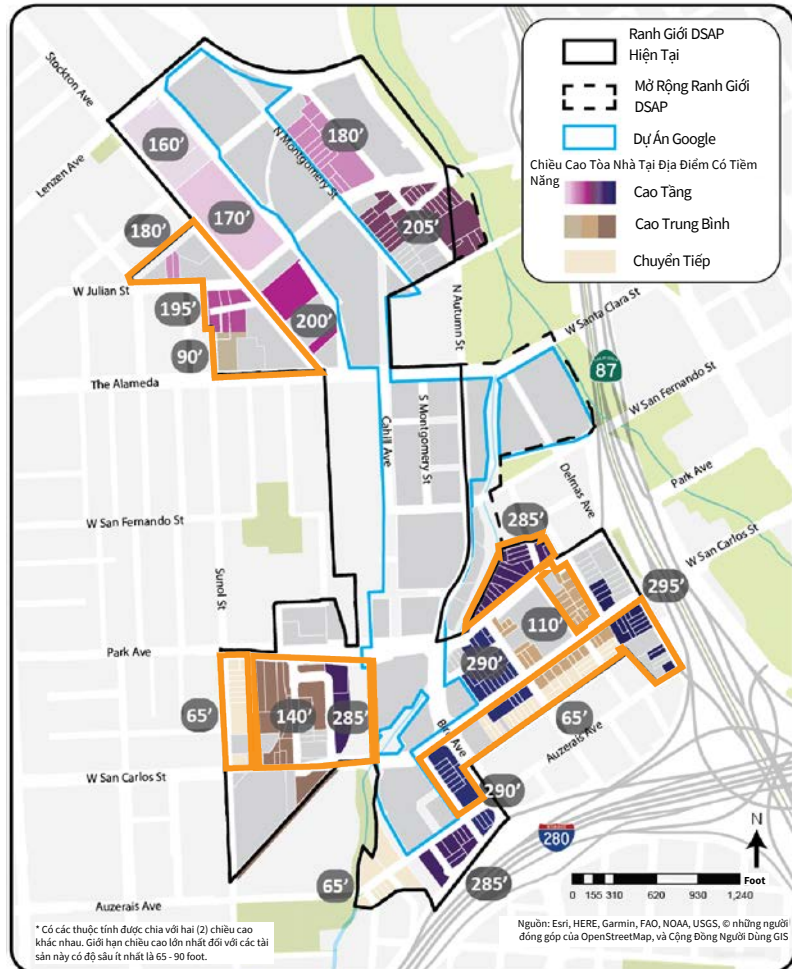 Ranh Giới DSAP
Hiện Tại
Mở Rộng Ranh Giới
DSAP
Dự Án Google
Chiều Cao Tòa Nhà Tại Địa Điểm Có Tiềm
Năng
Cao Tầng
Cao Trung Bình
Chuyển Tiếp
Stockton Ave
Lenzen Ave
N Montgomery St
160’
180’
170’
205’
180’
W Julian St
195’
200’
90’
The Alameda
N Autumn St
W Santa Clara St
CALIFORNIA
87
W San Fernando St
Cahill Ave
S Montgomery St
Delmas Ave
Park Ave
W San Fernando St
Sunol St
285’
W San Carlos St
295’
110’
Park Ave
290’
65’
140’
285’
65’
Bird Ave
Auzerais Ave
W San Carlos St
290’
280
N
65’
285’
Auzerais Ave
0 155 310 620 930 1,240
Foot
* Có các thuộc tính được chia với hai (2) chiều cao
khác nhau. Giới hạn chiều cao lớn nhất đối với các tài
sản này có độ sâu ít nhất là 65 - 90 foot.
Nguồn: Esri, HERE, Garmin, FAO, NOAA, USGS, © những người
đóng góp của OpenStreetMap, và Cộng Đồng Người Dùng GIS